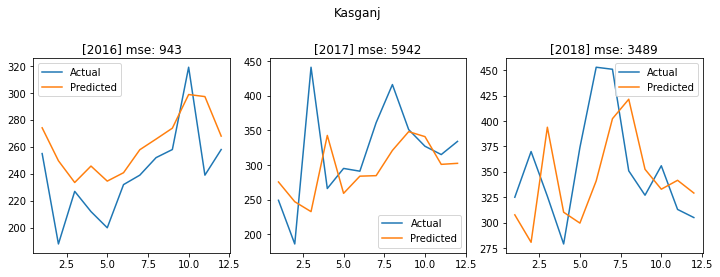 Kasganj
[2016] mse: 943
Actual
Predicted
320
300
280
260
240
220
200
2.5 5.0 7.5 10.0 12.5
[2017] mse: 5942
450
400
350
300
250
200
Actual
Predicted
2.5 5.0 7.5 10.0 12.5
[2018] mse: 3489
Actual
Predicted
450
425
400
375
350
325
300
275
2.5 5.0 7.5 10.0 12.5